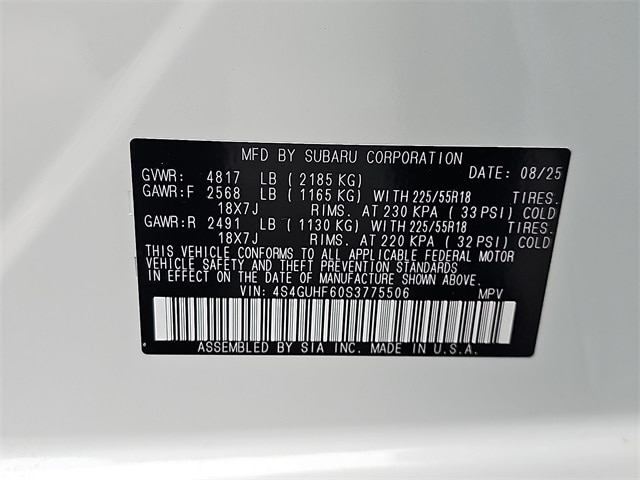 MFD BY SUBARU CORPORATION DATE: 08/25
GVWR: 4817 LB ( 2185 KG)
GAWR:F 2568 LB ( 1165 KG) WITH 225/55R18 TIRES.
18X7J RIMS. AT 230 KPA ( 33 PSI) COLD
GAWR:R 2491 LB ( 1130 KG) WITH 225/55R18 TIRES.
18X7J RIMS. AT 220 KPA ( 32 PSI) COLD
THIS VEHICLE CONFORMS TO ALL APPLICABLE FEDERAL MOTOR
VEHICLE SAFETY AND THEFT PREVENTION STANDARDS
IN EFFECT ON THE DATE OF MANUFACTURE SHOWN ABOVE.
VIN: 4S4GUHF60S3775506 MPV
ASSEMBLED BY SIA INC. MADE IN U.S.A.